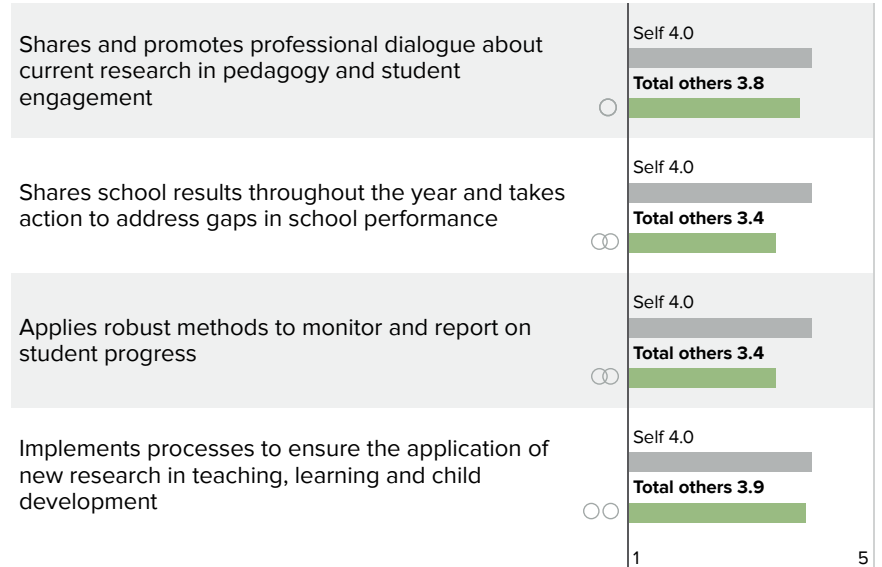 Shares and promotes professional dialogue about
current research in pedagogy and student
engagement
Self 4.0
Total others 3.8
Shares school results throughout the year and takes
action to address gaps in school performance
Self 4.0
Total others 3.4
Applies robust methods to monitor and report on
student progress
Self 4.0
Total others 3.4
Implements processes to ensure the application of
new research in teaching, learning and child
development
Self 4.0
Total others 3.9
1 5